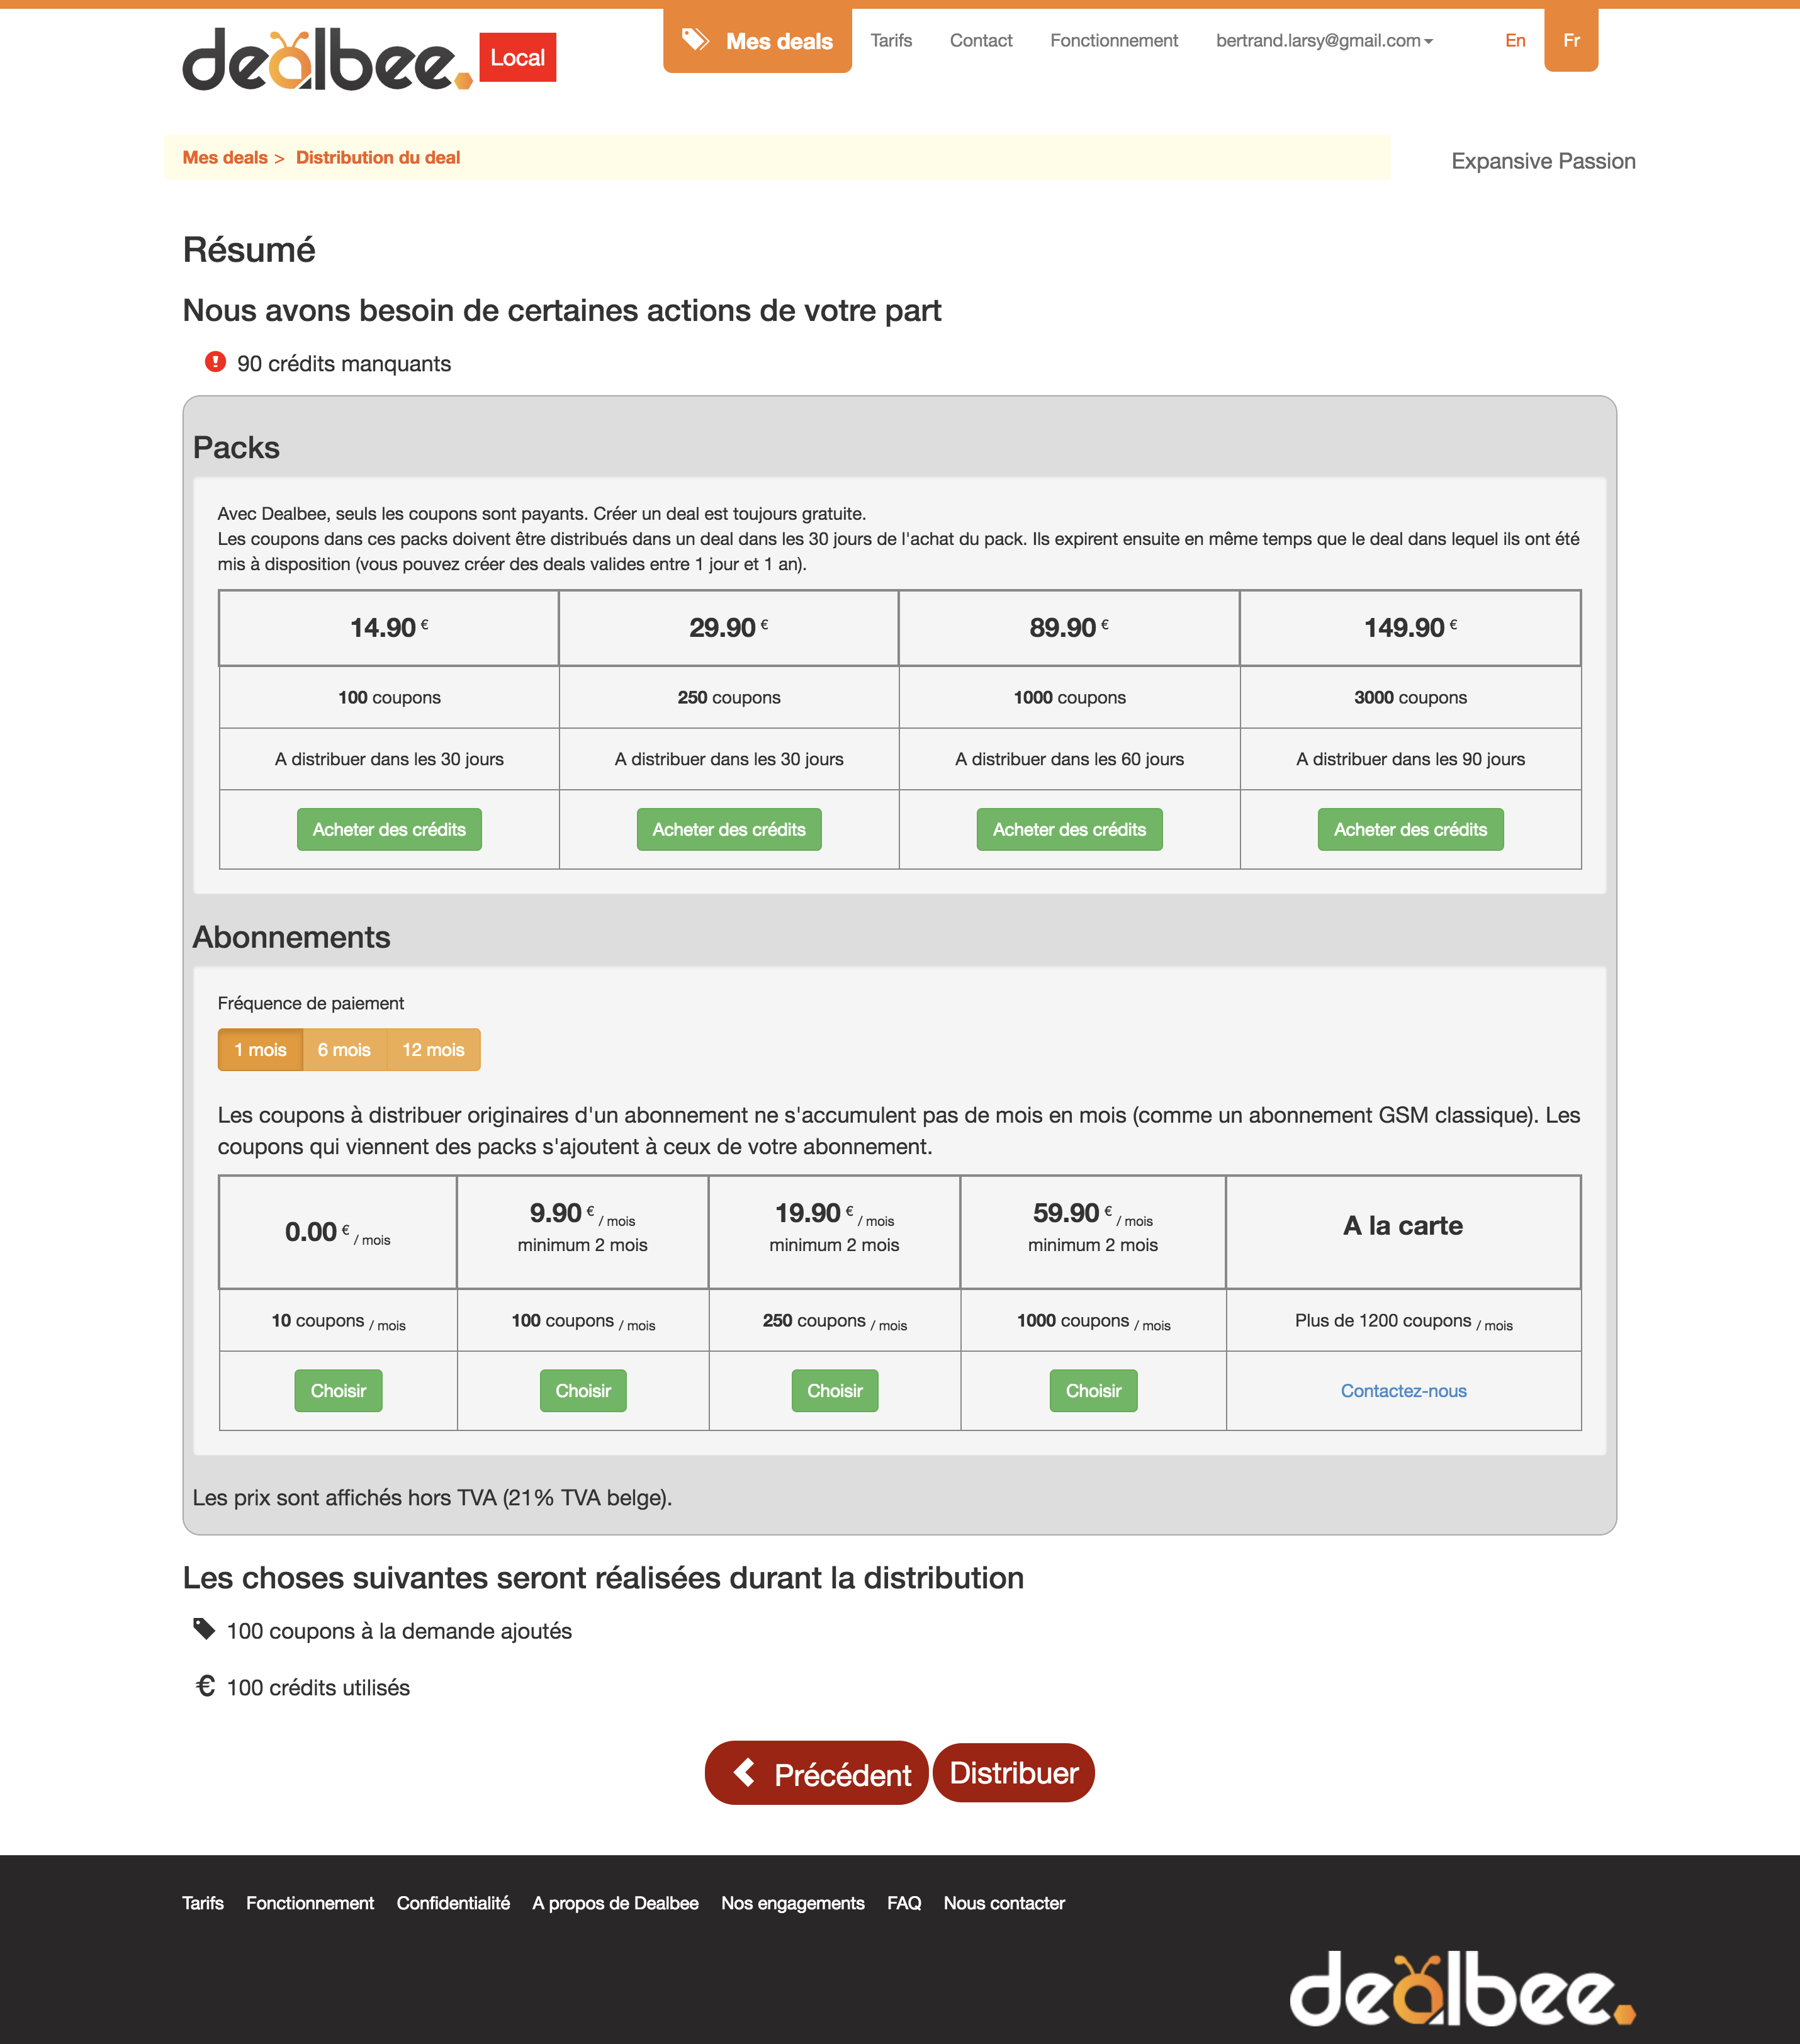 dealbee.
Local
Mes deals
Tarifs
Contact
Fonctionnement
bertrand.larsy@gmail.com
En
Fr
Mes deals > Distribution du deal
Expansive Passion
Résumé
Nous avons besoin de certaines actions de votre part
90 crédits manquants
Packs
Avec Dealbee, seuls les coupons sont payants. Créer un deal est toujours gratuite.
Les coupons dans ces packs doivent être distribués dans un deal dans les 30 jours de l'achat du pack. Ils expirent ensuite en même temps que le deal dans lequel ils ont été
mis à disposition (vous pouvez créer des deals valides entre 1 jour et 1 an).
14.90 € 29.90 € 89.90 € 149.90 €
100 coupons 250 coupons 1000 coupons 3000 coupons
A distribuer dans les 30 jours A distribuer dans les 30 jours A distribuer dans les 60 jours A distribuer dans les 90 jours
Acheter des crédits Acheter des crédits Acheter des crédits Acheter des crédits
Abonnements
Fréquence de paiement
1 mois 6 mois 12 mois
Les coupons à distribuer originaires d'un abonnement ne s'accumulent pas de mois en mois (comme un abonnement GSM classique). Les
coupons qui viennent des packs s'ajoutent à ceux de votre abonnement.
0.00 € / mois
9.90 € / mois
minimum 2 mois
19.90 € / mois
minimum 2 mois
59.90 € / mois
minimum 2 mois
A la carte
10 coupons / mois 100 coupons / mois 250 coupons / mois 1000 coupons / mois Plus de 1200 coupons / mois
Choisir Choisir Choisir Choisir Contactez-nous
Les prix sont affichés hors TVA (21% TVA belge).
Les choses suivantes seront réalisées durant la distribution
100 coupons à la demande ajoutés
€ 100 crédits utilisés
Précédent Distribuer
Tarifs Fonctionnement Confidentialité A propos de Dealbee Nos engagements FAQ Nous contacter
dealbee.